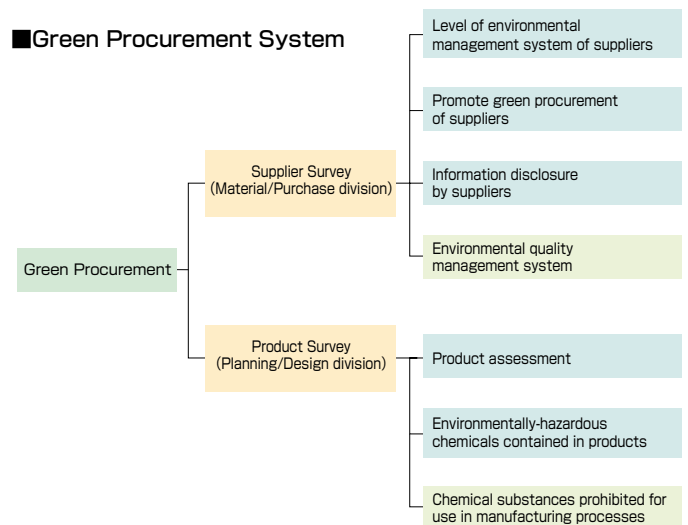 ■Green Procurement System
Level of environmental
management system of suppliers
Promote green procurement
of suppliers
Supplier Survey
(Material/Purchase division)
Information disclosure
by suppliers
Environmental quality
management system
Green Procurement
Product Survey
(Planning/Design division)
Product assessment
Environmentally-hazardous
chemicals contained in products
Chemical substances prohibited for
use in manufacturing processes